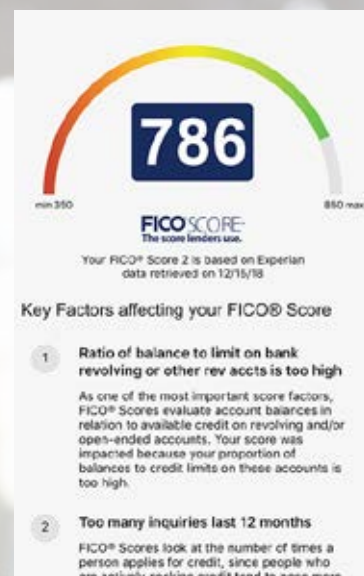 786
min 350
850 max
FICO SCORE
The score lenders use.
Your FICO® Score 2 is based on Experian
data retrieved on 12/15/18
Key Factors affecting your FICO® Score
1
Ratio of balance to limit on bank
revolving or other rev accts is too high
As one of the most important score factors,
FICO® Scores evaluate account balances in
relation to available credit on revolving and/or
open-ended accounts. Your score was
impacted because your proportion of
balances to credit limits on these accounts is
too high.
2
Too many inquiries last 12 months
FICO® Scores look at the number of times a
person applies for credit, since people who